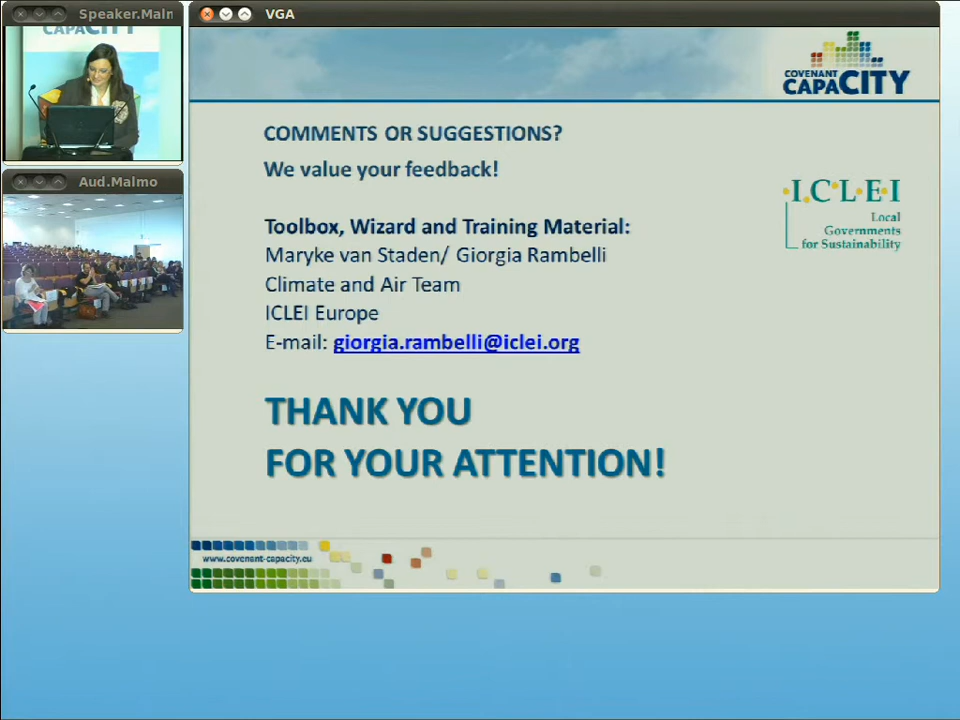 Speaker.Malm
CAPACITY
Aud.Malmo
VGA
COVENANT
CAPACITY
COMMENTS OR SUGGESTIONS?
We value your feedback!
I.C.L.E.I
Local
Governments
for Sustainability
Toolbox, Wizard and Training Material:
Maryke van Staden/ Giorgia Rambelli
Climate and Air Team
ICLEI Europe
E-mail: giorgia.rambelli@iclei.org
THANK YOU
FOR YOUR ATTENTION!
www.covenant-capacity.eu